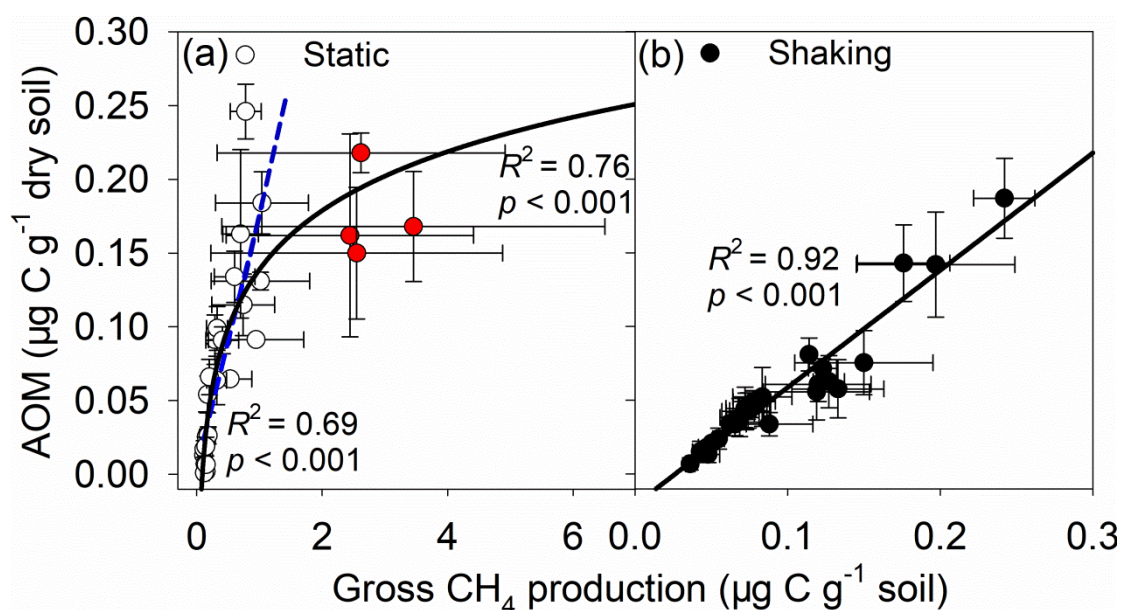 (a) Static
(b) Shaking
0.30
0.25
0.20
0.15
0.10
0.05
0.00
AOM (µg C g⁻¹ dry soil)
R² = 0.76
p < 0.001
R² = 0.69
p < 0.001
R² = 0.92
p < 0.001
0 2 4 6 0.0 0.1 0.2 0.3
Gross CH₄ production (µg C g⁻¹ soil)